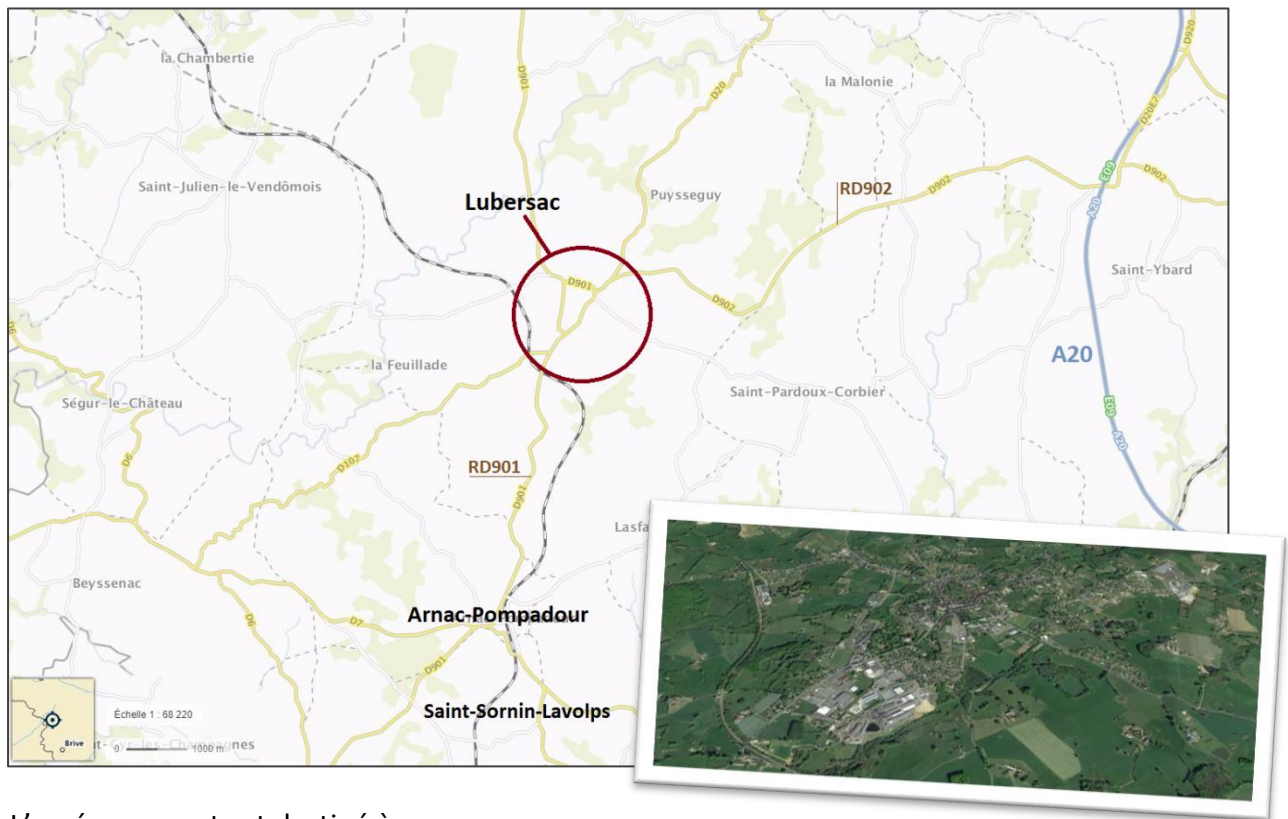 la Chambertie
D901
D20
D920
la Malonie
D20E7
E09
D902
A20
D902
Saint-Julien-le-Vendômois
Puysseguy
RD902
Lubersac
Saint-Ybard
D901
D902
A20
la Feuillade
Saint-Pardoux-Corbier
Ségur-le-Château
E09
A20
D6
D107
RD901
D901
Beyssenac
Arnac-Pompadour
D6
D7
D901
Saint-Sornin-Lavolps
Échelle 1 : 68 220
Brive
0
1000 m